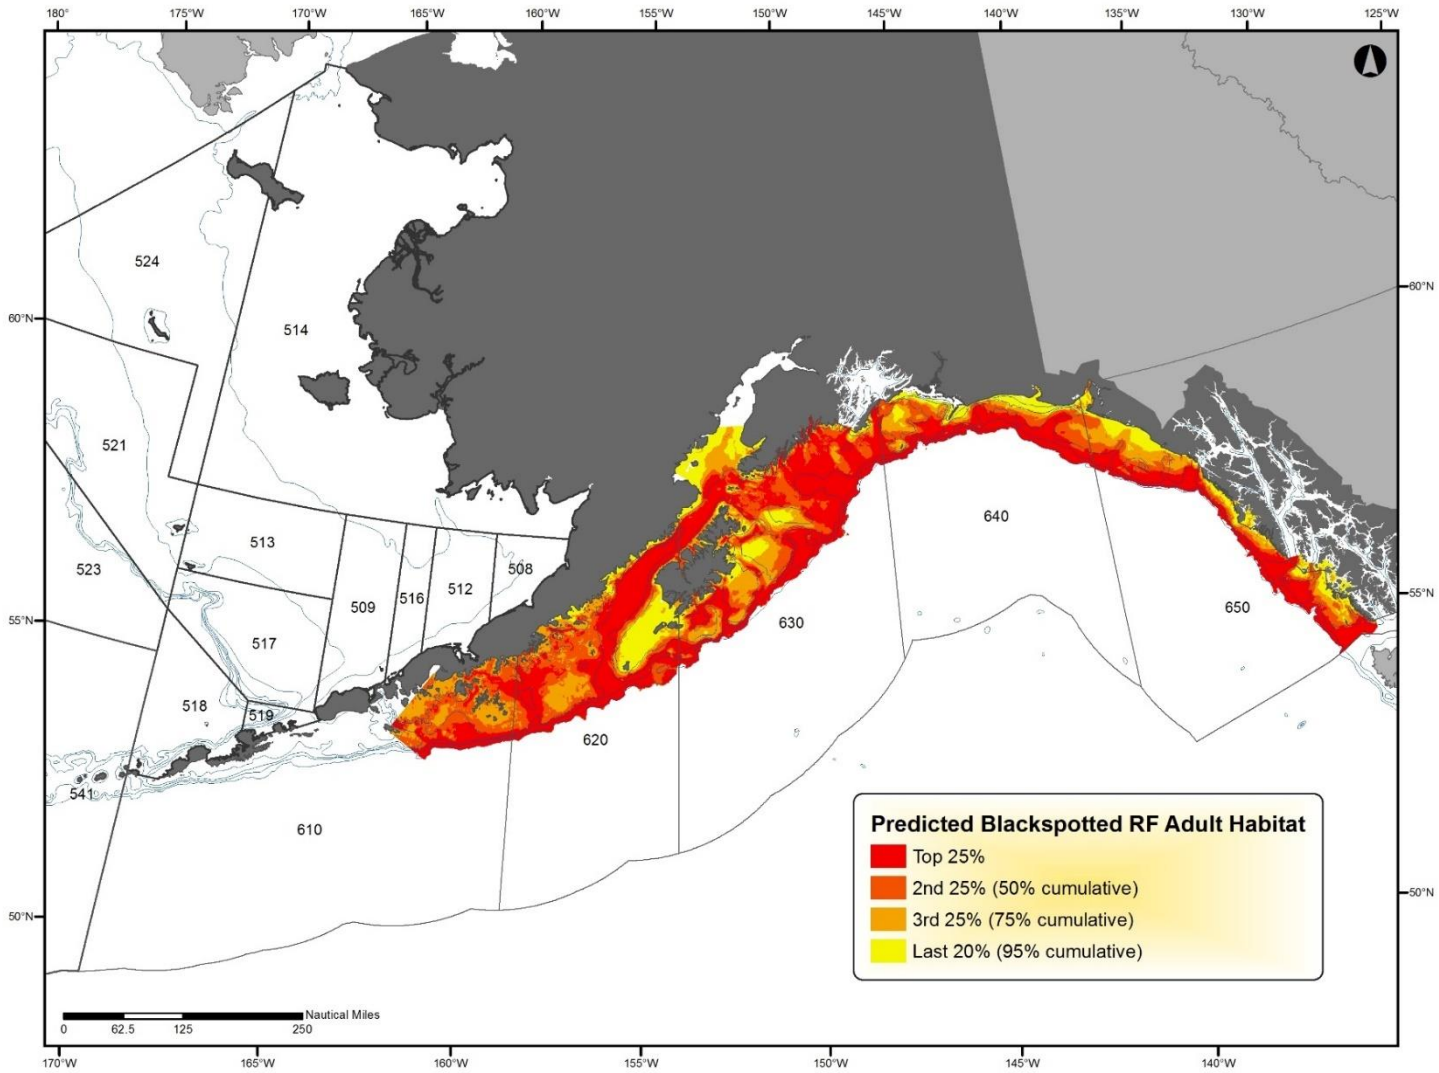 180° 175°W 170°W 165°W 160°W 155°W 150°W 145°W 140°W 135°W 130°W 125°W
524
60°N
60°N
514
521
640
513
523
508
512
509
516
55°N
650
55°N
630
517
518
519
620
541
610
Predicted Blackspotted RF Adult Habitat
Top 25%
2nd 25% (50% cumulative)
3rd 25% (75% cumulative)
Last 20% (95% cumulative)
50°N
50°N
Nautical Miles
0 62.5 125 250
170°W 165°W 160°W 155°W 150°W 145°W 140°W